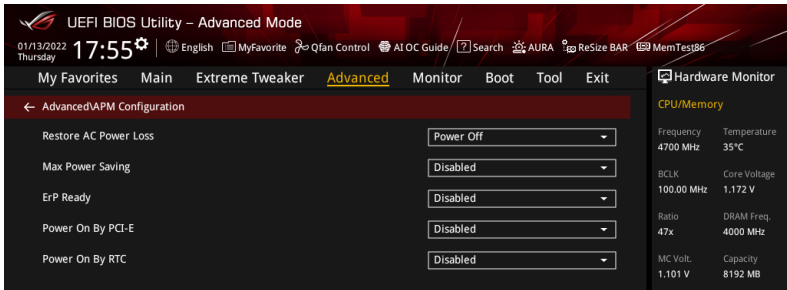 UEFI BIOS Utility – Advanced Mode
01/13/2022 Thursday 17:55 English MyFavorite Qfan Control AI OC Guide ? Search AURA ReSize BAR MemTest86
My Favorites Main Extreme Tweaker Advanced Monitor Boot Tool Exit
← Advanced\APM Configuration
Restore AC Power Loss Power Off
Max Power Saving Disabled
ErP Ready Disabled
Power On By PCI-E Disabled
Power On By RTC Disabled
Hardware Monitor
CPU/Memory
Frequency Temperature
4700 MHz 35°C
BCLK Core Voltage
100.00 MHz 1.172 V
Ratio DRAM Freq.
47x 4000 MHz
MC Volt. Capacity
1.101 V 8192 MB